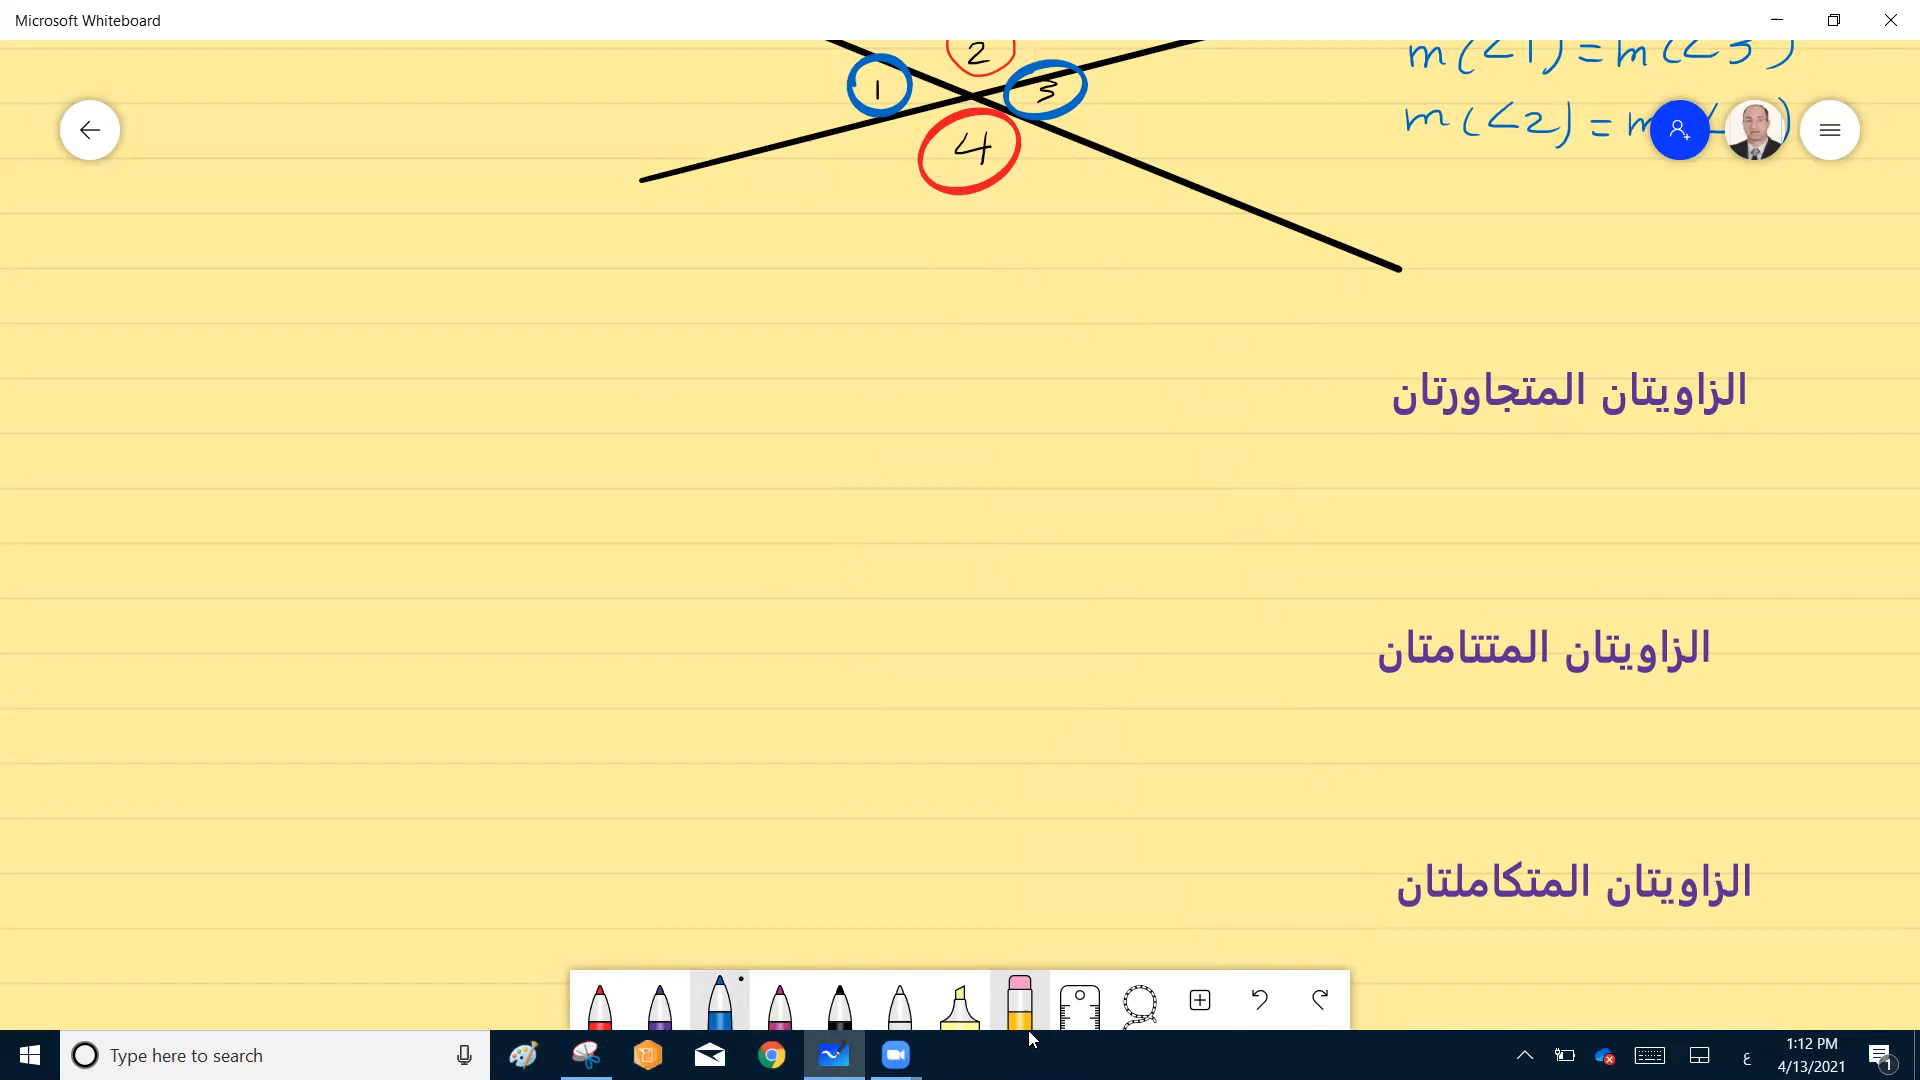 Microsoft Whiteboard
2
m(<1) = m(<3)
1
3
m(<2) = m
4
الزاويتان المتجاورتان
الزاويتان المتتامتان
الزاويتان المتكاملتان
Type here to search
ع
1:12 PM
4/13/2021
1